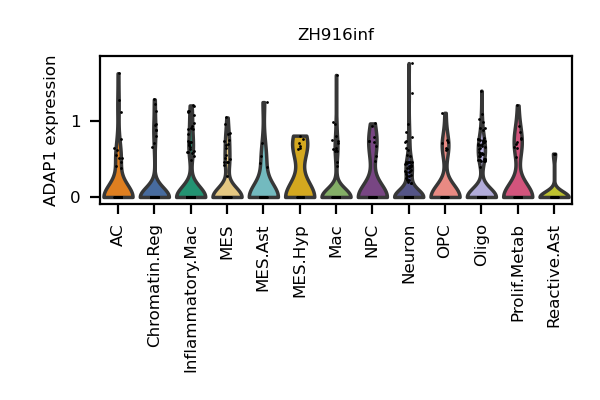 ZH916inf
ADAP1 expression
1
0
AC
Chromatin.Reg
Inflammatory.Mac
MES
MES.Ast
MES.Hyp
Mac
NPC
Neuron
OPC
Oligo
Prolif.Metab
Reactive.Ast